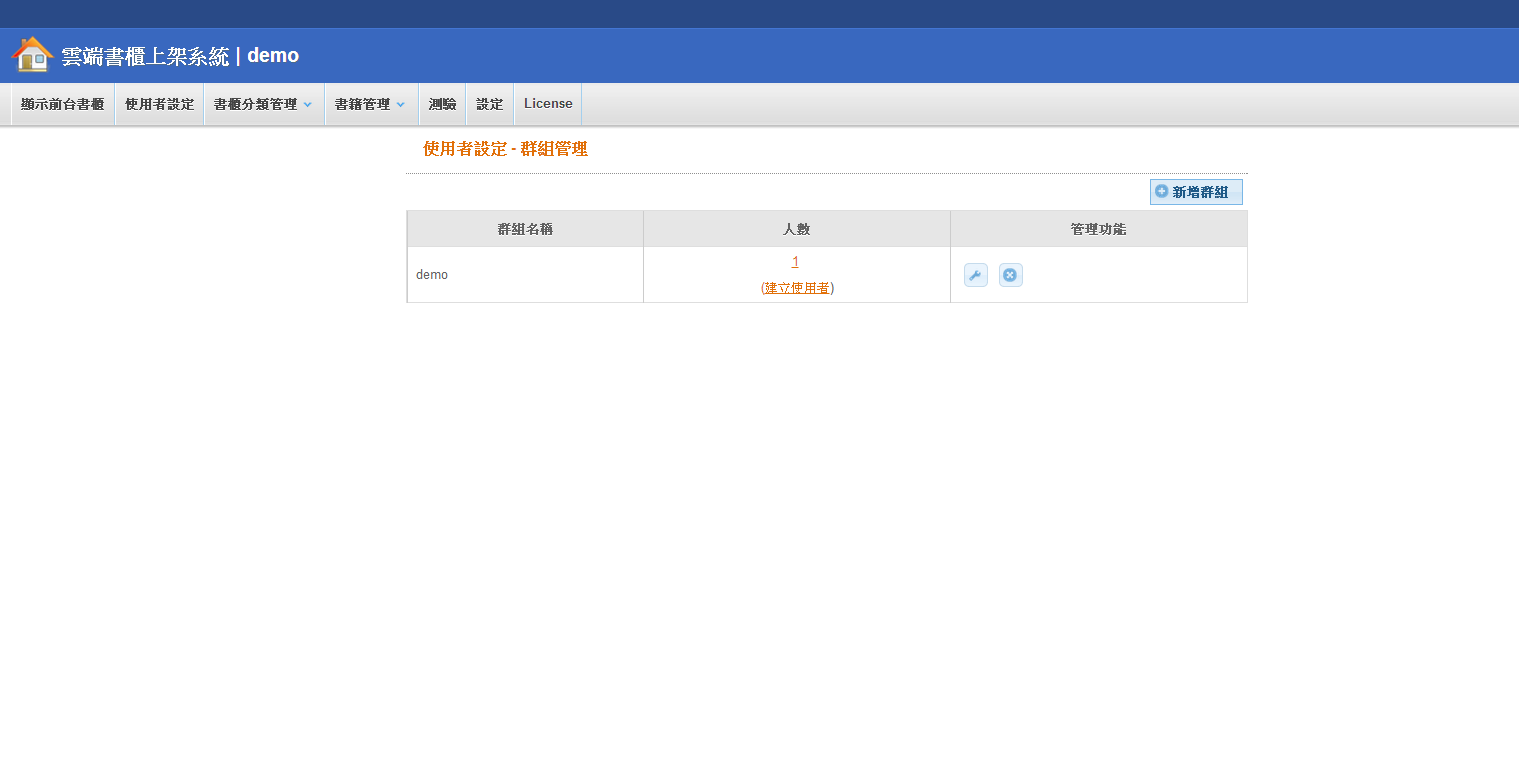 雲端書櫃上架系統 | demo
顯示前台書櫃 使用者設定 書櫃分類管理 書籍管理 測驗 設定 License
使用者設定 - 群組管理
新增群組
群組名稱 人數 管理功能
demo 1
(建立使用者)